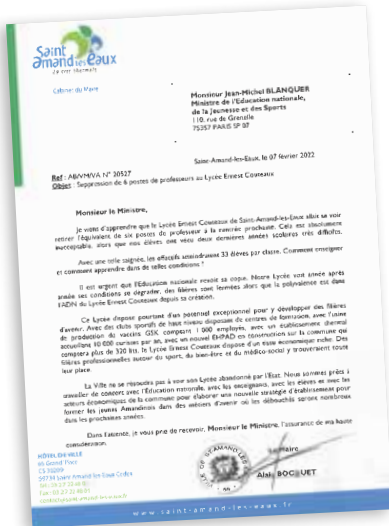 Saint
amand les eaux
La cité thermale
Cabinet du Maire
Monsieur Jean-Michel BLANQUER
Ministre de l'Education nationale,
de la Jeunesse et des Sports
110, rue de Grenelle
75357 PARIS SP 07
Saint-Amand-les-Eaux, le 07 février 2022
Réf : AB/VM/VA N° 20527
Objet : Suppression de 6 postes de professeurs au Lycée Ernest Couteaux
Monsieur le Ministre,
Je viens d'apprendre que le Lycée Ernest Couteaux de Saint-Amand-les-Eaux allait se voir
retirer l'équivalent de six postes de professeur à la rentrée prochaine. Cela est absolument
inacceptable, alors que nos élèves ont vécu deux dernières années scolaires très difficiles.
Avec une telle saignée, les effectifs atteindraient 33 élèves par classe. Comment enseigner
et comment apprendre dans de telles conditions ?
Il est urgent que l'Éducation nationale revoit sa copie. Notre Lycée voit année après
année ses conditions se dégrader, des filières sont fermées alors que la polyvalence est dans
l'ADN du Lycée Ernest Couteaux depuis sa création.
Ce Lycée dispose pourtant d'un potentiel exceptionnel pour y développer des filières
d'avenir. Avec des clubs sportifs de haut niveau disposant de centres de formation, avec l'usine
de production de vaccins GSK comptant 1 000 employés, avec un établissement thermal
accueillant 10 000 curistes par an, avec un nouvel EHPAD en construction sur la commune qui
comptera plus de 320 lits, le Lycée Ernest Couteaux dispose d'un tissu économique riche. Des
filières professionnelles autour du sport, du bien-être et du médico-social y trouveraient toute
leur place.
La Ville ne se résoudra pas à voir son Lycée abandonné par l'Etat. Nous sommes prêts à
travailler de concert avec l'Éducation nationale, avec les enseignants, avec les élèves et avec les
acteurs économiques de la commune pour élaborer une nouvelle stratégie d'établissement pour
former les jeunes Amandinois dans des métiers d'avenir où les débouchés seront nombreux
dans les prochaines années.
Dans l'attente, je vous prie de recevoir, Monsieur le Ministre, l'assurance de ma haute
considération.
Le Maire
Alain BOCQUET
HÔTEL DE VILLE
Grand'Place
CS 30209
59734 Saint-Amand-les-Eaux Cedex
www.saint-amand-les-eaux.fr